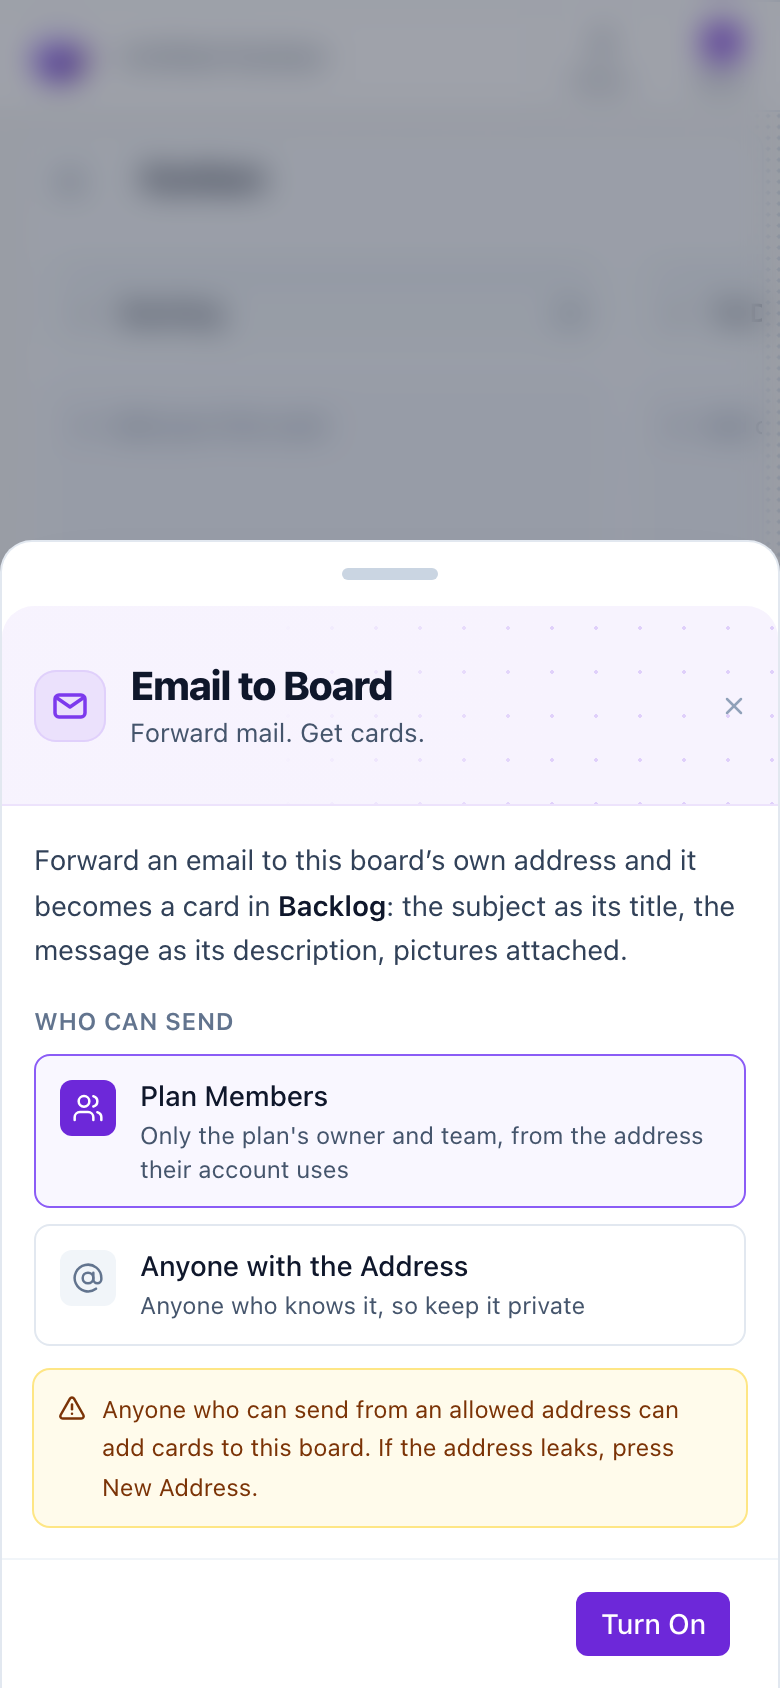 Email to Board
Forward mail. Get cards.
Forward an email to this board’s own address and it
becomes a card in Backlog: the subject as its title, the
message as its description, pictures attached.
WHO CAN SEND
Plan Members
Only the plan's owner and team, from the address
their account uses
Anyone with the Address
Anyone who knows it, so keep it private
Anyone who can send from an allowed address can
add cards to this board. If the address leaks, press
New Address.
Turn On